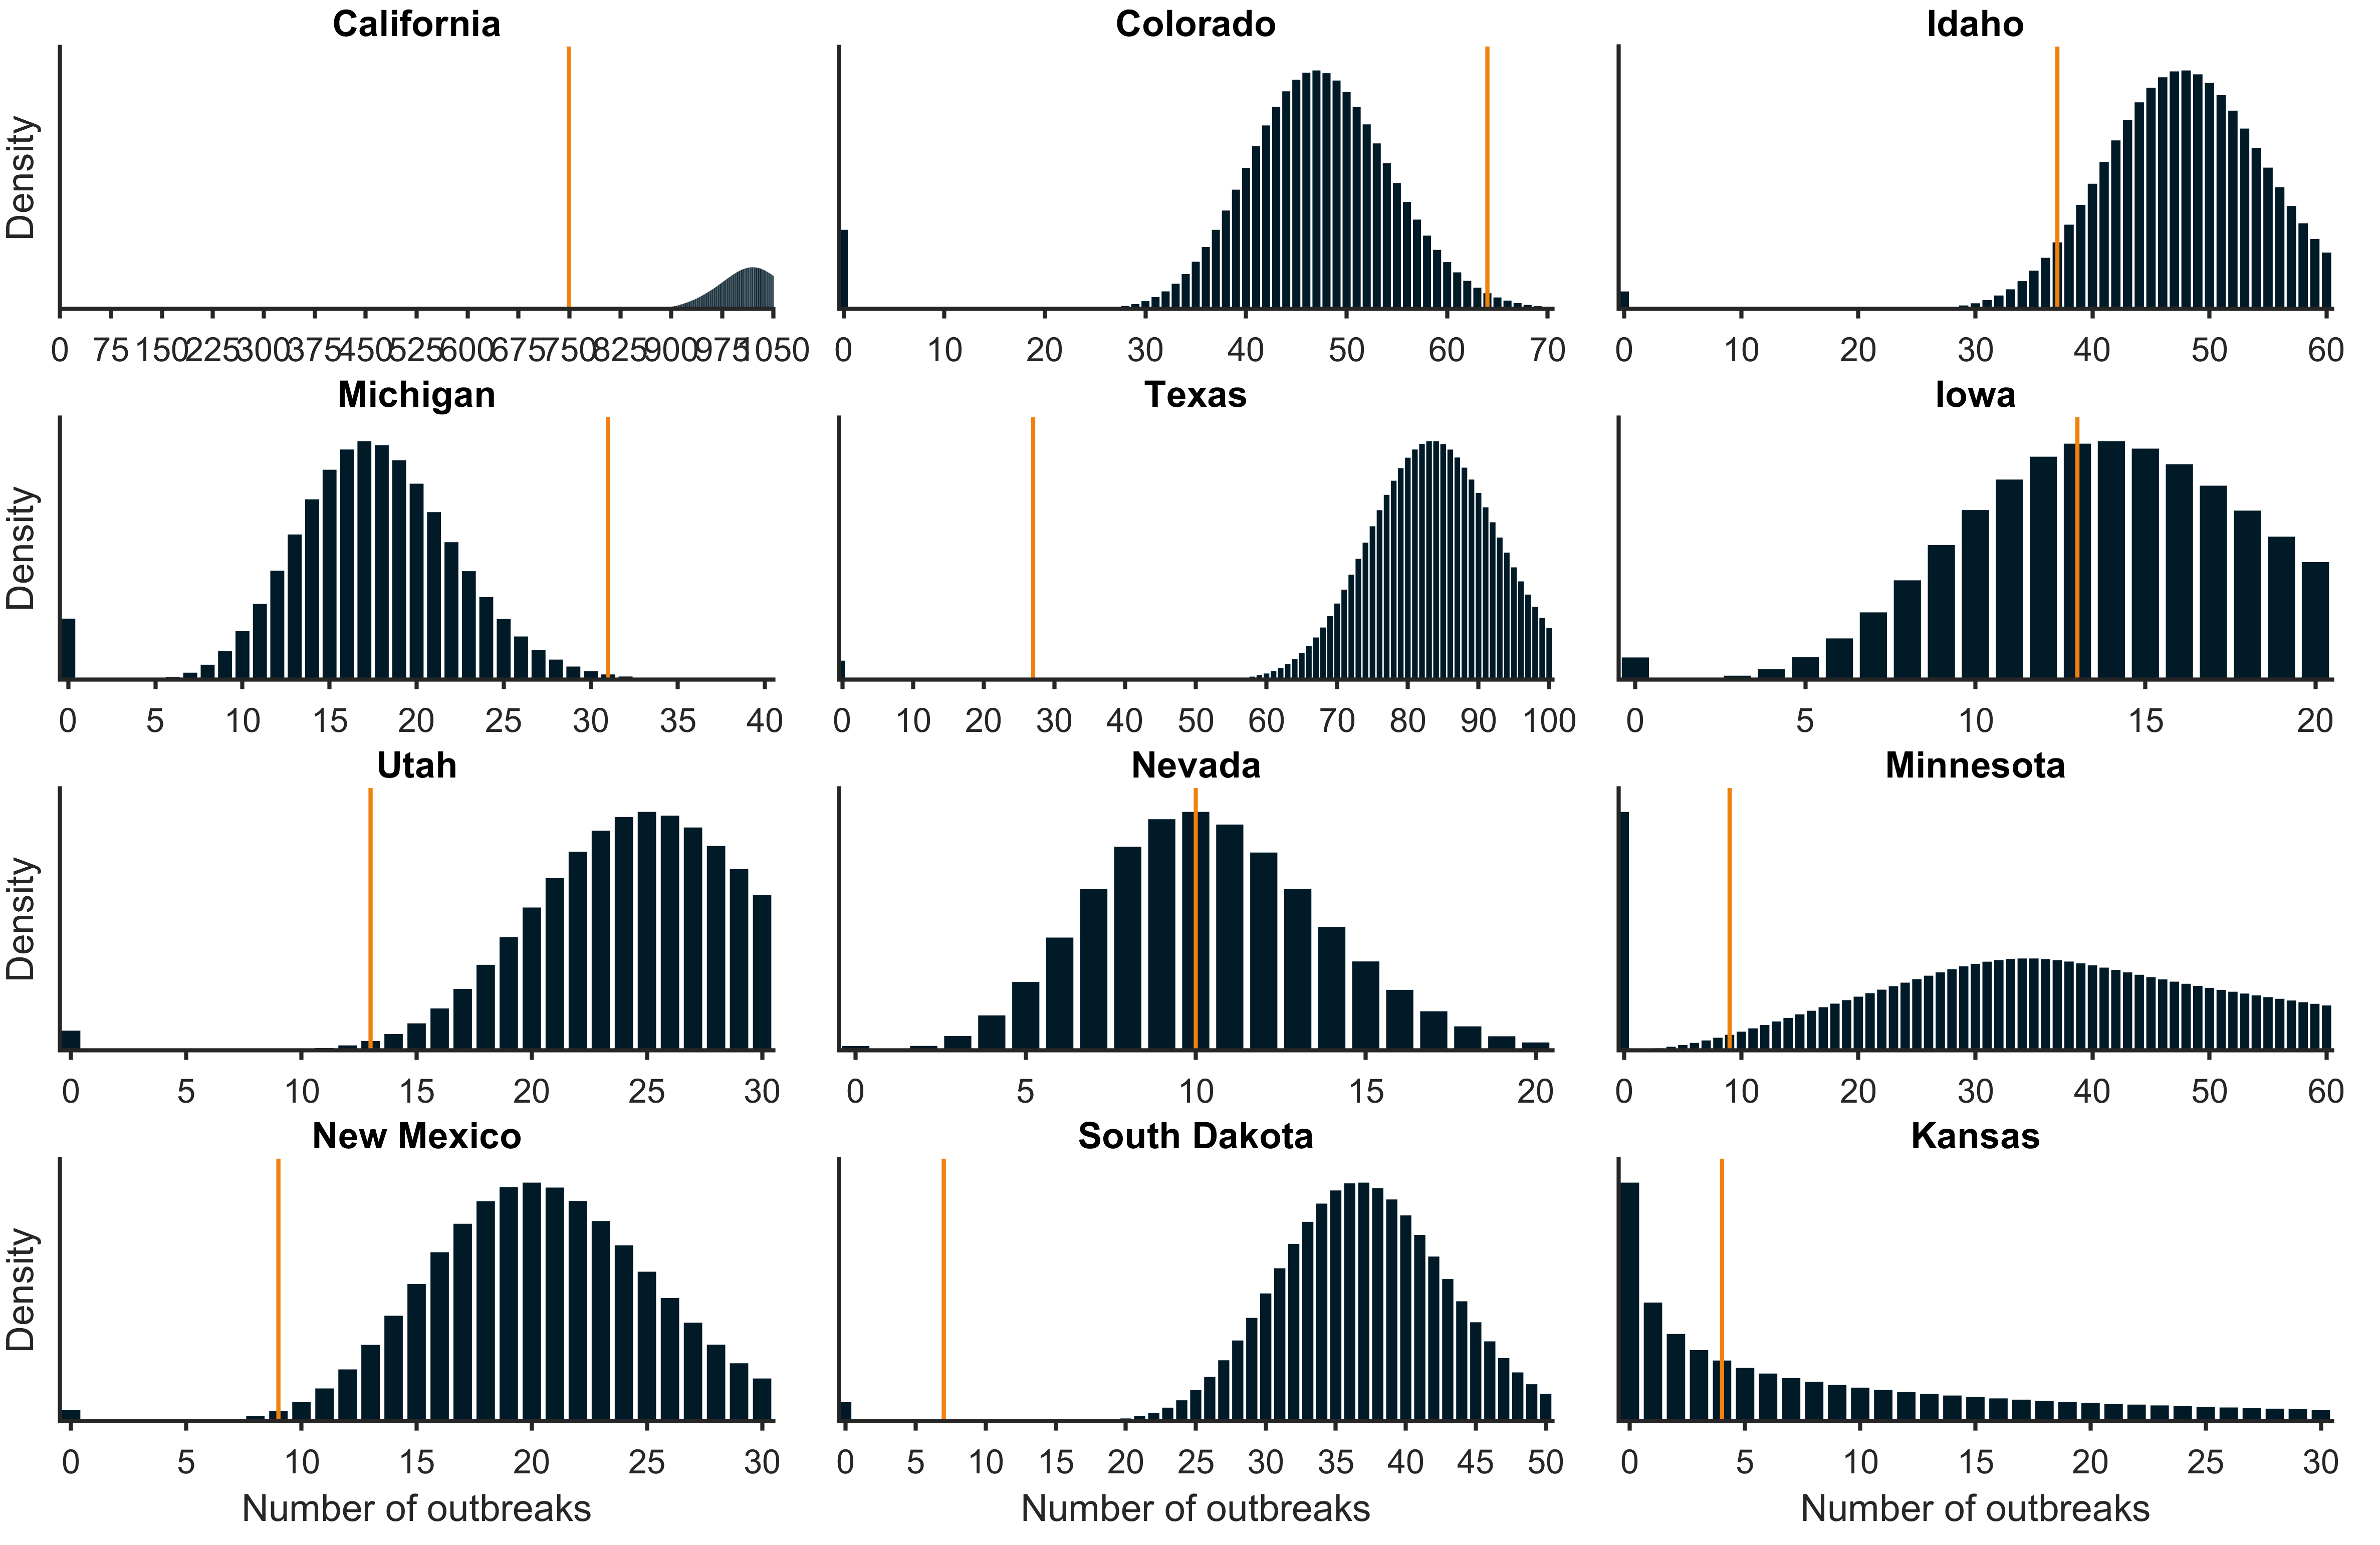 California Colorado Idaho
Density
0 75 150 225 300 375 450 525 600 675 750 825 900 975 1050 0 10 20 30 40 50 60 70 0 10 20 30 40 50 60
Michigan Texas Iowa
Density
0 5 10 15 20 25 30 35 40 0 10 20 30 40 50 60 70 80 90 100 0 5 10 15 20
Utah Nevada Minnesota
Density
0 5 10 15 20 25 30 0 5 10 15 20 0 10 20 30 40 50 60
New Mexico South Dakota Kansas
Density
0 5 10 15 20 25 30 0 5 10 15 20 25 30 35 40 45 50 0 5 10 15 20 25 30
Number of outbreaks Number of outbreaks Number of outbreaks